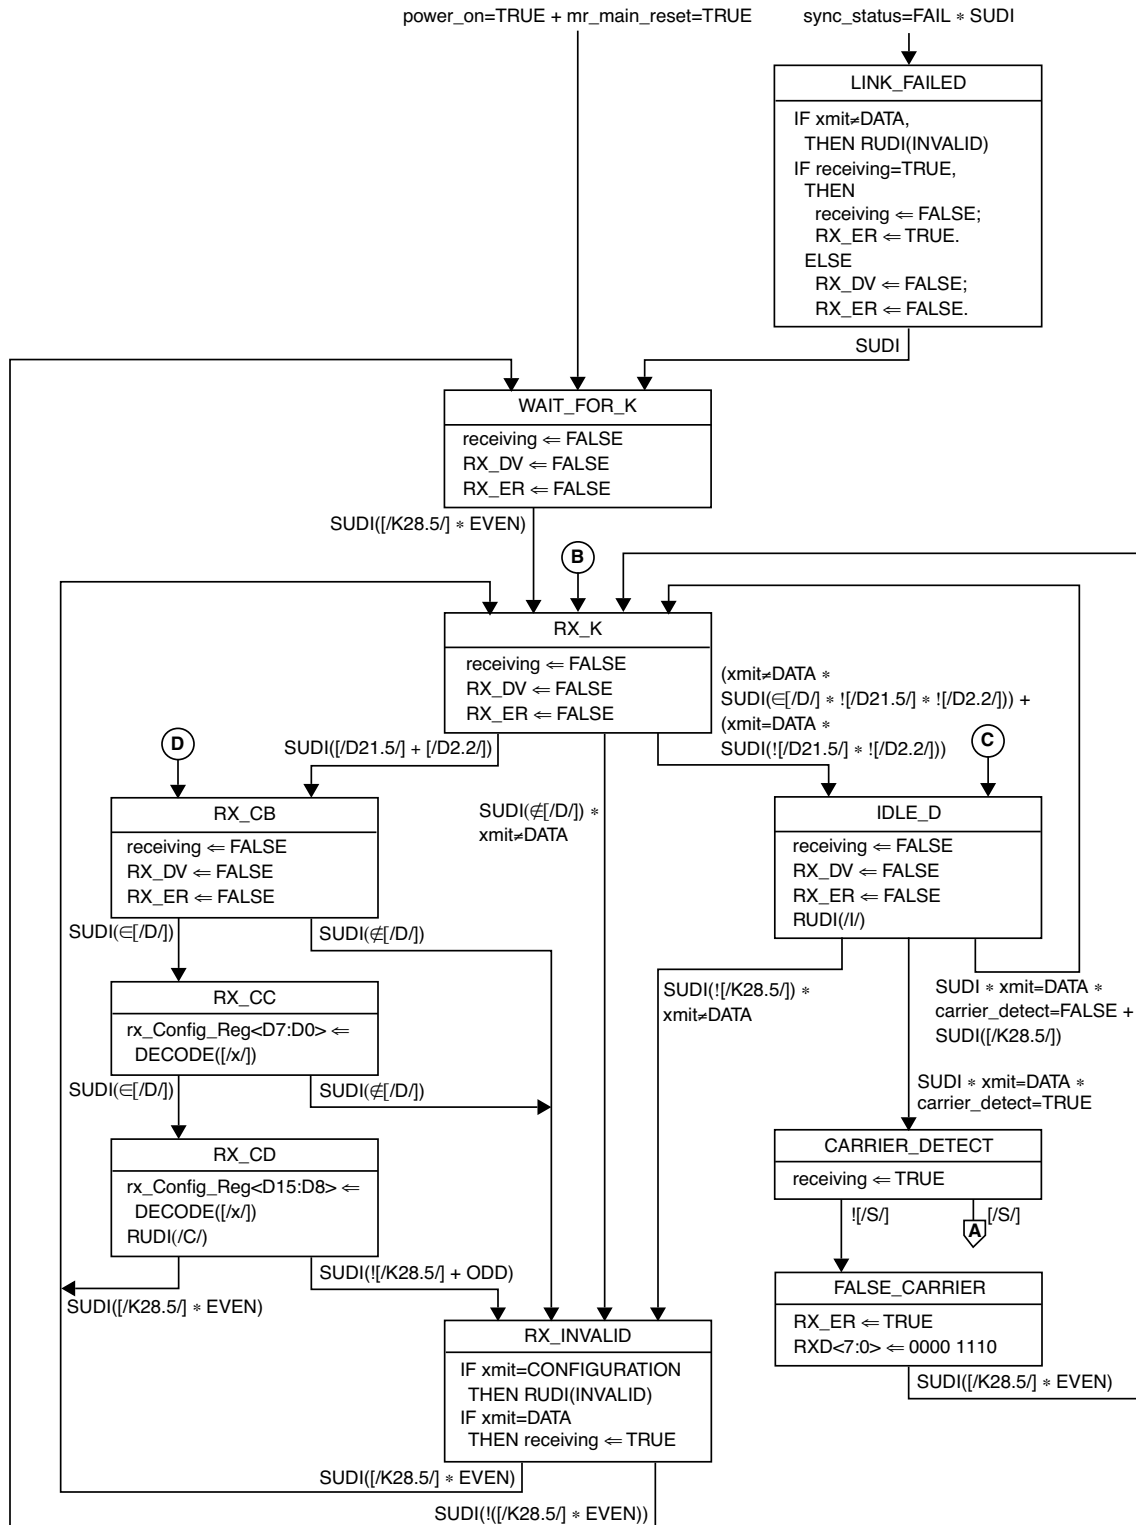 power_on=TRUE + mr_main_reset=TRUE
sync_status=FAIL * SUDI
LINK_FAILED
IF xmit≠DATA,
THEN RUDI(INVALID)
IF receiving=TRUE,
THEN
receiving ⇐ FALSE;
RX_ER ⇐ TRUE.
ELSE
RX_DV ⇐ FALSE;
RX_ER ⇐ FALSE.
SUDI
WAIT_FOR_K
receiving ⇐ FALSE
RX_DV ⇐ FALSE
RX_ER ⇐ FALSE
SUDI([/K28.5/] * EVEN)
B
RX_K
receiving ⇐ FALSE
RX_DV ⇐ FALSE
RX_ER ⇐ FALSE
(xmit≠DATA *
SUDI(∈[/D/] * ![/D21.5/] * ![/D2.2/])) +
(xmit=DATA *
SUDI(![/D21.5/] * ![/D2.2/]))
D
SUDI([/D21.5/] + [/D2.2/])
C
RX_CB
receiving ⇐ FALSE
RX_DV ⇐ FALSE
RX_ER ⇐ FALSE
SUDI(∉[/D/]) *
xmit≠DATA
IDLE_D
receiving ⇐ FALSE
RX_DV ⇐ FALSE
RX_ER ⇐ FALSE
RUDI(/I/)
SUDI(∈[/D/])
SUDI(∉[/D/])
SUDI(![/K28.5/]) *
xmit≠DATA
SUDI * xmit=DATA *
carrier_detect=FALSE +
SUDI([/K28.5/])
RX_CC
rx_Config_Reg<D7:D0> ⇐
DECODE([/x/])
SUDI(∈[/D/])
SUDI(∉[/D/])
SUDI * xmit=DATA *
carrier_detect=TRUE
RX_CD
rx_Config_Reg<D15:D8> ⇐
DECODE([/x/])
RUDI(/C/)
CARRIER_DETECT
receiving ⇐ TRUE
![/S/]
[/S/]
A
SUDI([/K28.5/] * EVEN)
SUDI(![/K28.5/] + ODD)
FALSE_CARRIER
RX_ER ⇐ TRUE
RXD<7:0> ⇐ 0000 1110
SUDI([/K28.5/] * EVEN)
RX_INVALID
IF xmit=CONFIGURATION
THEN RUDI(INVALID)
IF xmit=DATA
THEN receiving ⇐ TRUE
SUDI([/K28.5/] * EVEN)
SUDI(!([/K28.5/] * EVEN))